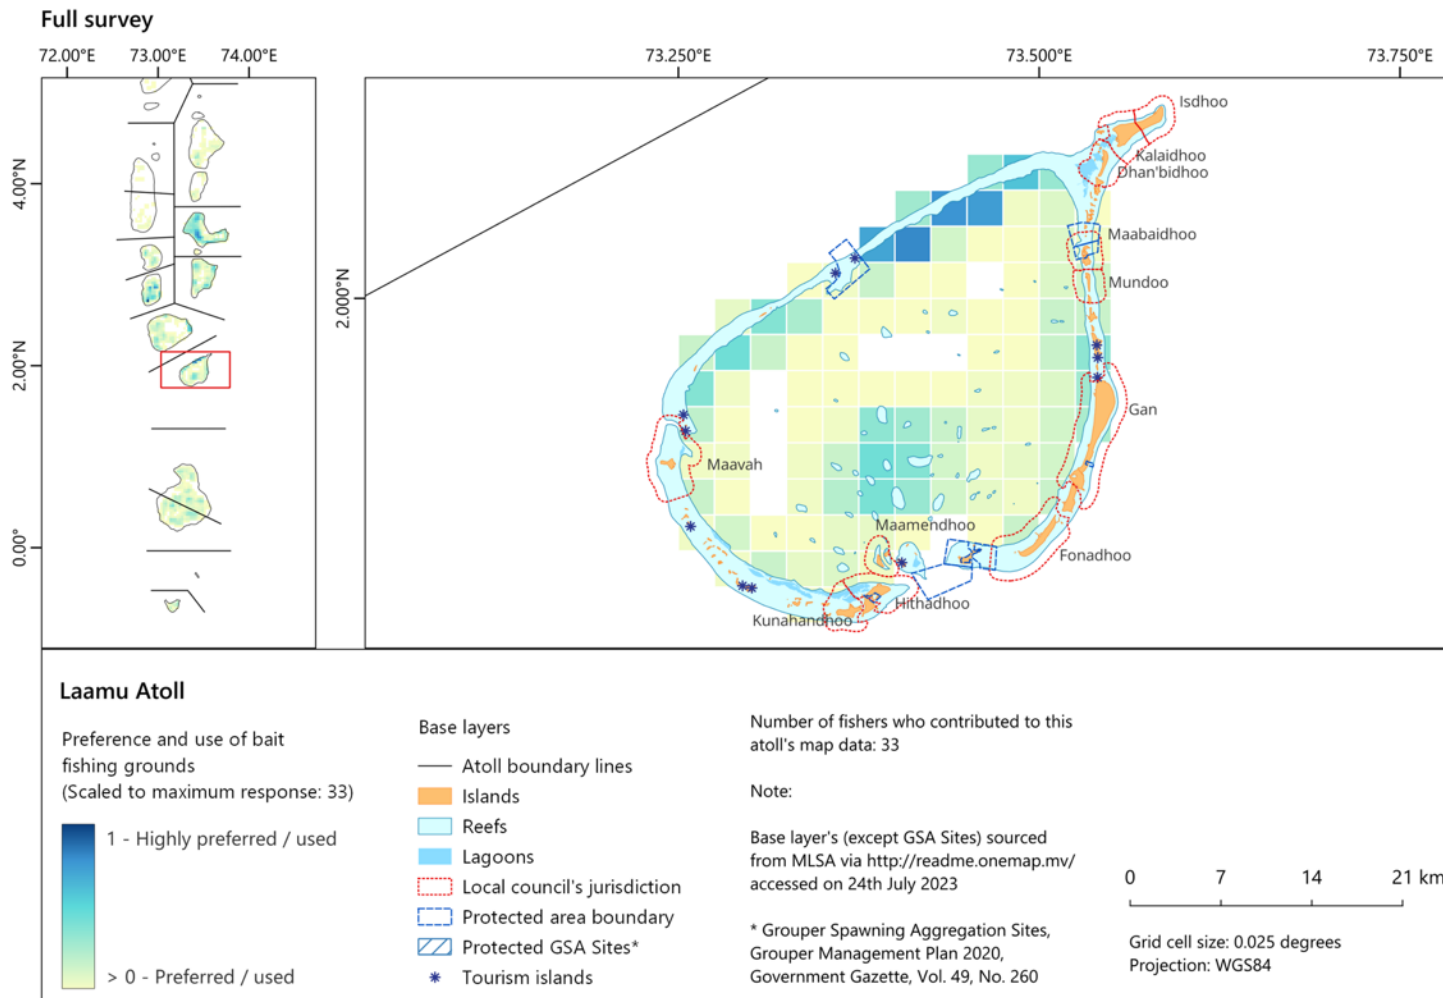 Full survey
72.00°E 73.00°E 74.00°E
73.250°E 73.500°E 73.750°E
4.00°N
2.00°N
0.00°
2.000°N
Isdhoo
Kalaidhoo
Dhan'bidhoo
Maabaidhoo
Mundoo
Gan
Maavah
Maamendhoo
Fonadhoo
Hithadhoo
Kunahandhoo
Laamu Atoll
Preference and use of bait
fishing grounds
(Scaled to maximum response: 33)
1 - Highly preferred / used
> 0 - Preferred / used
Base layers
Atoll boundary lines
Islands
Reefs
Lagoons
Local council's jurisdiction
Protected area boundary
Protected GSA Sites*
Tourism islands
Number of fishers who contributed to this
atoll's map data: 33
Note:
Base layer's (except GSA Sites) sourced
from MLSA via http://readme.onemap.mv/
accessed on 24th July 2023
* Grouper Spawning Aggregation Sites,
Grouper Management Plan 2020,
Government Gazette, Vol. 49, No. 260
0 7 14 21 km
Grid cell size: 0.025 degrees
Projection: WGS84